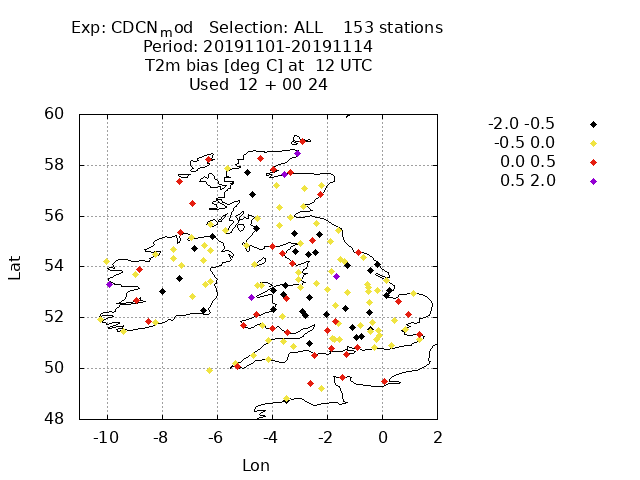 Exp: CDCNmod   Selection: ALL    153 stations
Period: 20191101-20191114
T2m bias [deg C] at  12 UTC
Used  12 + 00 24
-2.0 -0.5
-0.5 0.0
0.0 0.5
0.5 2.0
60
58
56
54
52
50
48
Lat
-10 -8 -6 -4 -2 0 2
Lon